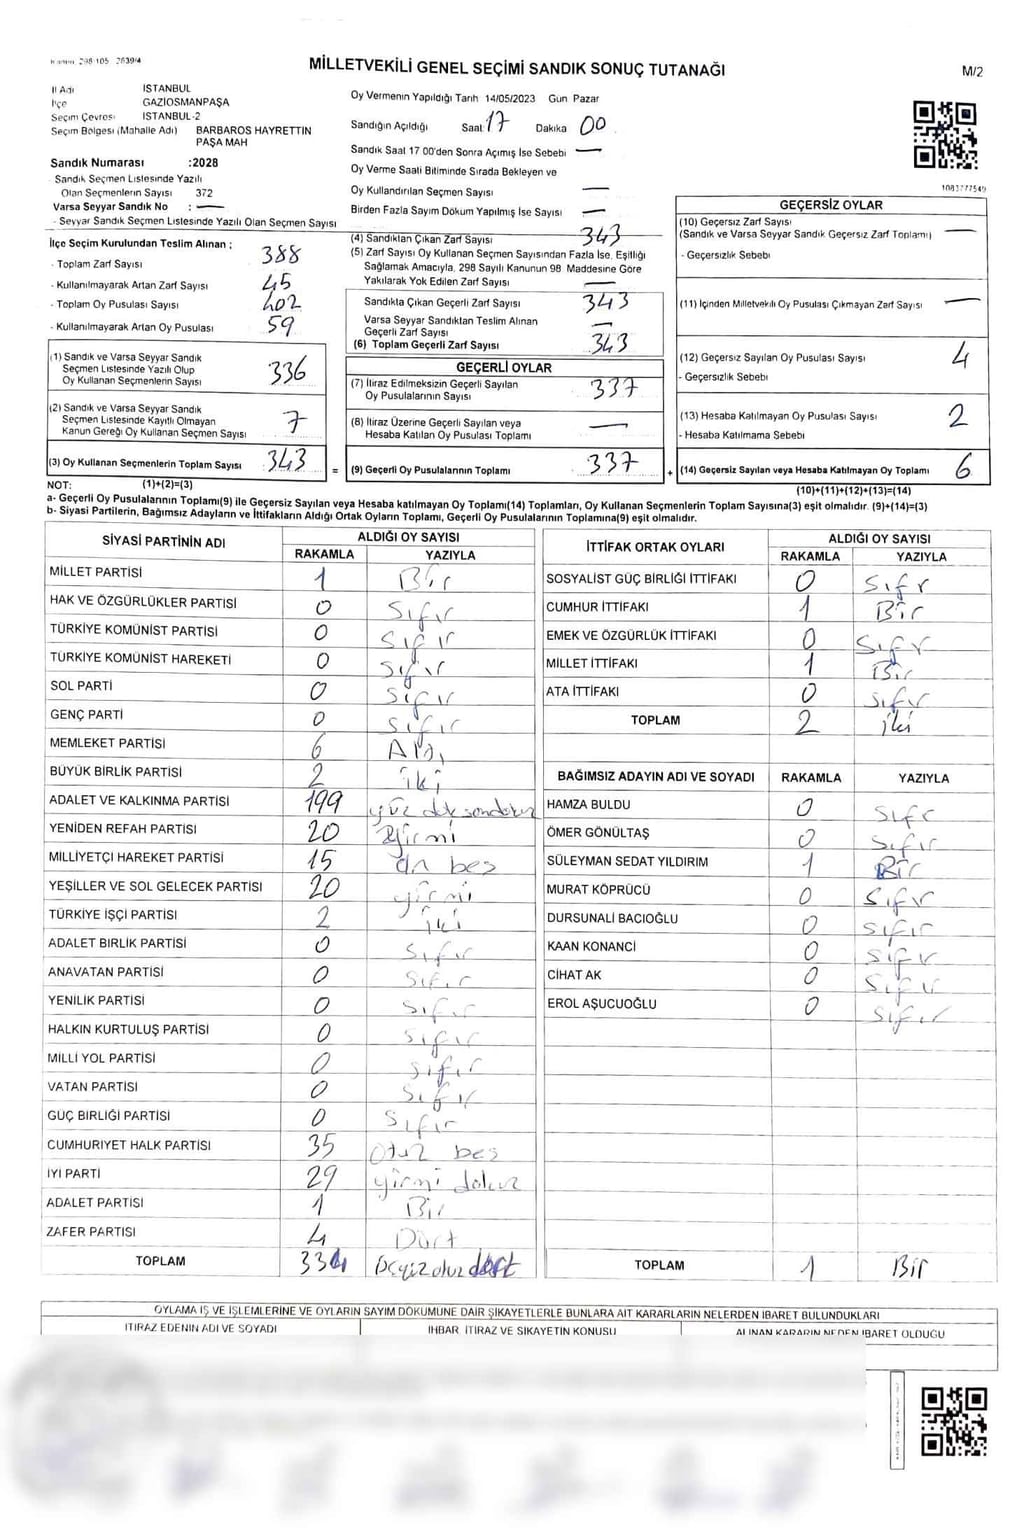 MİLLETVEKİLİ GENEL SEÇİMİ SANDIK SONUÇ TUTANAĞI
M/2
İl Adı İSTANBUL
İlçe GAZİOSMANPAŞA
Seçim Çevresi İSTANBUL-2
Seçim Bölgesi (Mahalle Adı) BARBAROS HAYRETTİN PAŞA MAH
Sandık Numarası :2028
Sandık Seçmen Listesinde Yazılı
Olan Seçmenlerin Sayısı 372
Varsa Seyyar Sandık No : —
- Seyyar Sandık Seçmen Listesinde Yazılı Olan Seçmen Sayısı
Oy Vermenin Yapıldığı Tarih 14/05/2023 Gün Pazar
Sandığın Açıldığı Saat: 17 Dakika 00
Sandık Saat 17 00'den Sonra Açımış İse Sebebi —
Oy Verme Saati Bitiminde Sırada Bekleyen ve
Oy Kullandırılan Seçmen Sayısı —
Birden Fazla Sayım Döküm Yapılmış İse Sayısı —
1083777549
İlçe Seçim Kurulundan Teslim Alınan ;
- Toplam Zarf Sayısı 388
- Kullanılmayarak Artan Zarf Sayısı 45
- Toplam Oy Pusulası Sayısı 402
- Kullanılmayarak Artan Oy Pusulası 59
(1) Sandık ve Varsa Seyyar Sandık
Seçmen Listesinde Yazılı Olup
Oy Kullanan Seçmenlerin Sayısı 336
(2) Sandık ve Varsa Seyyar Sandık
Seçmen Listesinde Kayıtlı Olmayan
Kanun Gereği Oy Kullanan Seçmen Sayısı 7
(3) Oy Kullanan Seçmenlerin Toplam Sayısı 343
(4) Sandıktan Çıkan Zarf Sayısı 343
(5) Zarf Sayısı Oy Kullanan Seçmen Sayısından Fazla İse, Eşitliği
Sağlamak Amacıyla, 298 Sayılı Kanunun 98 Maddesine Göre
Yakılarak Yok Edilen Zarf Sayısı —
Sandıkta Çıkan Geçerli Zarf Sayısı 343
Varsa Seyyar Sandıktan Teslim Alınan
Geçerli Zarf Sayısı —
(6) Toplam Geçerli Zarf Sayısı 343
GEÇERLİ OYLAR
(7) İtiraz Edilmeksizin Geçerli Sayılan
Oy Pusulalarının Sayısı 337
(8) İtiraz Üzerine Geçerli Sayılan veya
Hesaba Katılan Oy Pusulası Toplamı —
= (9) Geçerli Oy Pusulalarının Toplamı 337
GEÇERSİZ OYLAR
(10) Geçersiz Zarf Sayısı
(Sandık ve Varsa Seyyar Sandık Geçersiz Zarf Toplamı) —
- Geçersizlik Sebebi
(11) İçinden Milletvekili Oy Pusulası Çıkmayan Zarf Sayısı —
(12) Geçersiz Sayılan Oy Pusulası Sayısı 4
- Geçersizlik Sebebi
(13) Hesaba Katılmayan Oy Pusulası Sayısı 2
- Hesaba Katılmama Sebebi
+ (14) Geçersiz Sayılan veya Hesaba Katılmayan Oy Toplamı 6
NOT: (1)+(2)=(3)
(10)+(11)+(12)+(13)=(14)
a- Geçerli Oy Pusulalarının Toplamı(9) ile Geçersiz Sayılan veya Hesaba katılmayan Oy Toplamı(14) Toplamları, Oy Kullanan Seçmenlerin Toplam Sayısına(3) eşit olmalıdır. (9)+(14)=(3)
b- Siyasi Partilerin, Bağımsız Adayların ve İttifakların Aldığı Ortak Oyların Toplamı, Geçerli Oy Pusulalarının Toplamına(9) eşit olmalıdır.
SİYASİ PARTİNİN ADI ALDIĞI OY SAYISI
RAKAMLA YAZIYLA
MİLLET PARTİSİ 1 Bir
HAK VE ÖZGÜRLÜKLER PARTİSİ 0 Sıfır
TÜRKİYE KOMÜNİST PARTİSİ 0 Sıfır
TÜRKİYE KOMÜNİST HAREKETİ 0 Sıfır
SOL PARTİ 0 Sıfır
GENÇ PARTİ 0 Sıfır
MEMLEKET PARTİSİ 6 Altı
BÜYÜK BİRLİK PARTİSİ 2 iki
ADALET VE KALKINMA PARTİSİ 199 yüz doksandokuz
YENİDEN REFAH PARTİSİ 20 yirmi
MİLLİYETÇİ HAREKET PARTİSİ 15 on beş
YEŞİLLER VE SOL GELECEK PARTİSİ 20 yirmi
TÜRKİYE İŞÇİ PARTİSİ 2 iki
ADALET BİRLİK PARTİSİ 0 sıfır
ANAVATAN PARTİSİ 0 sıfır
YENİLİK PARTİSİ 0 Sıfır
HALKIN KURTULUŞ PARTİSİ 0 Sıfır
MİLLİ YOL PARTİSİ 0 Sıfır
VATAN PARTİSİ 0 Sıfır
GÜÇ BİRLİĞİ PARTİSİ 0 Sıfır
CUMHURİYET HALK PARTİSİ 35 Otuz beş
İYİ PARTİ 29 yirmi dokuz
ADALET PARTİSİ 1 Bir
ZAFER PARTİSİ 4 Dört
TOPLAM 334
İTTİFAK ORTAK OYLARI ALDIĞI OY SAYISI
RAKAMLA YAZIYLA
SOSYALİST GÜÇ BİRLİĞİ İTTİFAKI 0 Sıfr
CUMHUR İTTİFAKI 1 Bir
EMEK VE ÖZGÜRLÜK İTTİFAKI 0 Sıfır
MİLLET İTTİFAKI 1 Bir
ATA İTTİFAKI 0 Sıfır
TOPLAM 2 iki
BAĞIMSIZ ADAYIN ADI VE SOYADI RAKAMLA YAZIYLA
HAMZA BULDU 0 Sıfr
ÖMER GÖNÜLTAŞ 0 Sıfır
SÜLEYMAN SEDAT YILDIRIM 1 Bir
MURAT KÖPRÜCÜ 0 Sıfır
DURSUNALİ BACIOĞLU 0 Sıfır
KAAN KONANCİ 0 Sıfır
CİHAT AK 0 Sıfır
EROL AŞUCUOĞLU 0 Sıfır
TOPLAM 1 Bir
OYLAMA İŞ VE İŞLEMLERİNE VE OYLARIN SAYIM DÖKÜMÜNE DAİR ŞİKAYETLERLE BUNLARA AİT KARARLARIN NELERDEN İBARET BULUNDUKLARI
İTİRAZ EDENİN ADI VE SOYADI İHBAR İTİRAZ VE ŞİKAYETİN KONUSU ALINAN KARARIN NEDEN İBARET OLDUĞU